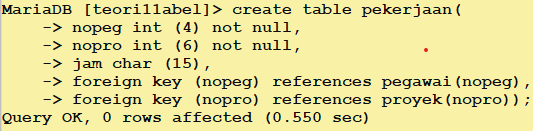 MariaDB [teori11abel]> create table pekerjaan(
-> nopeg int (4) not null,
-> nopro int (6) not null,
-> jam char (15),
-> foreign key (nopeg) references pegawai(nopeg),
-> foreign key (nopro) references proyek(nopro));
Query OK, 0 rows affected (0.550 sec)